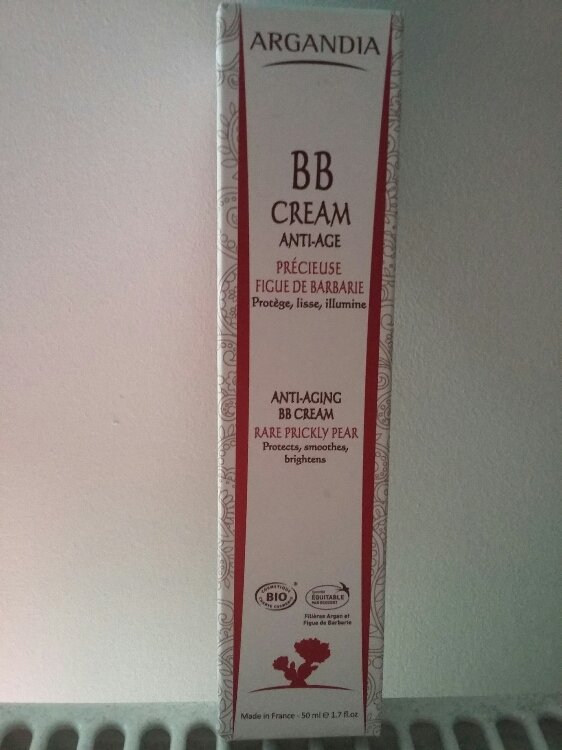 ARGANDIA
BB
CREAM
ANTI-AGE
PRÉCIEUSE
FIGUE DE BARBARIE
Protège, lisse, illumine
ANTI-AGING
BB CREAM
RARE PRICKLY PEAR
Protects, smoothes,
brightens
COSMÉTIQUE
BIO
ÉQUITABLE
Filières Argan et
Figue de Barbarie
Made in France - 50 ml e 1.7 fl.oz